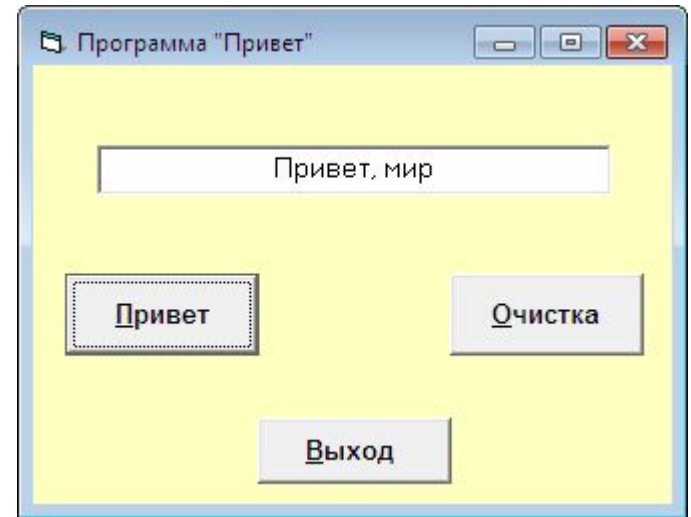 Программа "Привет"
Привет, мир
Привет
Очистка
Выход